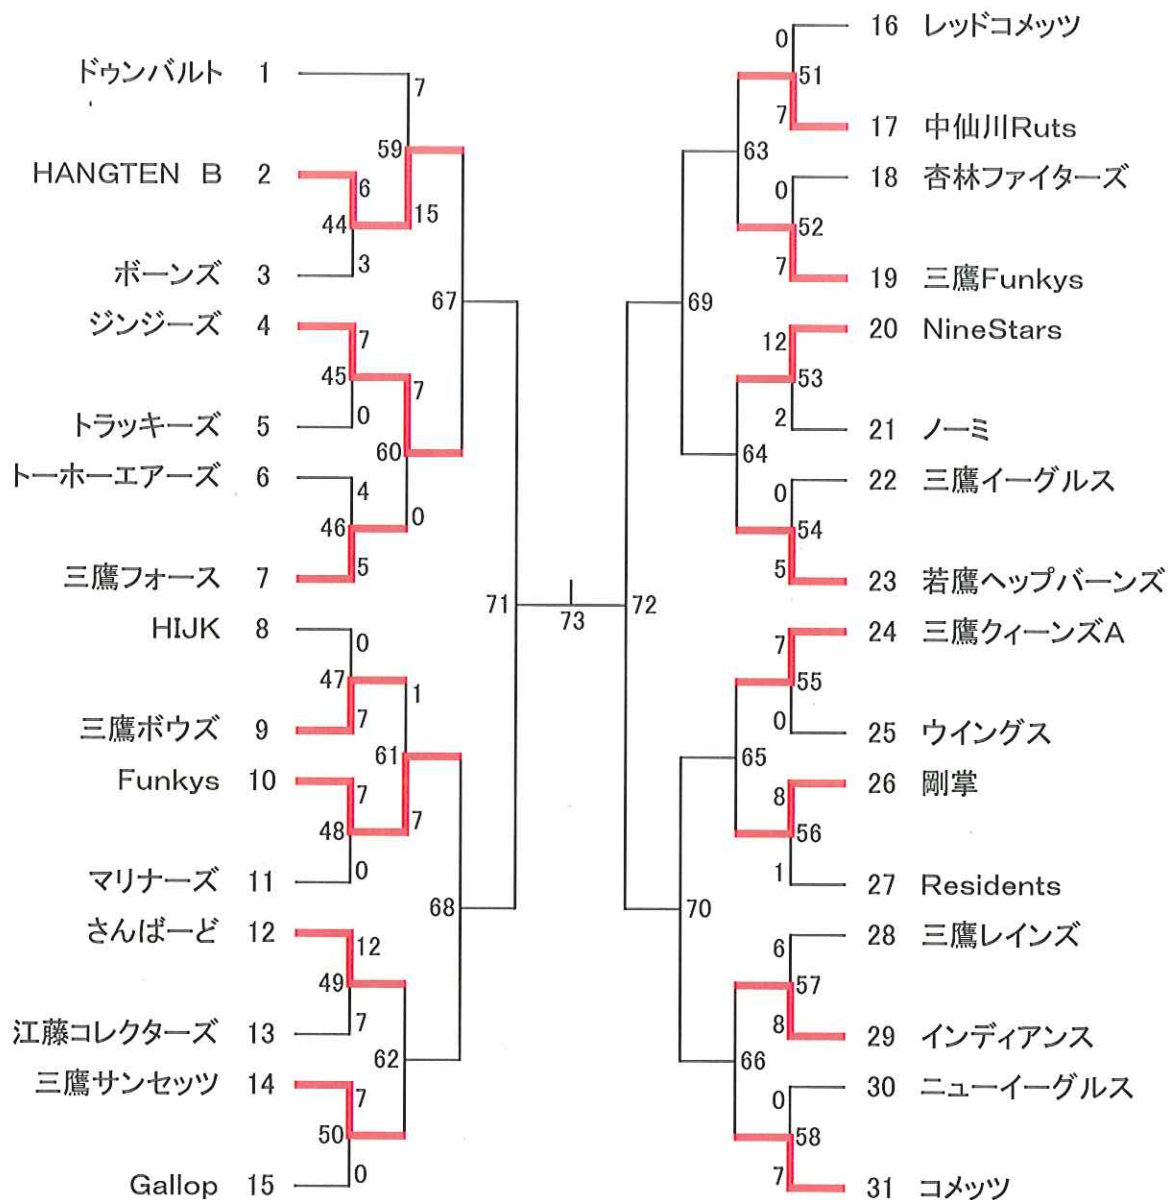 ドゥンバルト 1
7
59
HANGTEN B 2
6
15
44
ボーンズ 3
3
67
ジンジーズ 4
7
45
7
トラッキーズ 5
0
60
トーホーエアーズ 6
4
0
46
三鷹フォース 7
5
71
HIJK 8
0
47
1
三鷹ボウズ 9
7
61
Funkys 10
7
7
48
マリナーズ 11
0
68
さんばーど 12
12
49
江藤コレクターズ 13
7
62
三鷹サンセッツ 14
7
50
Gallop 15
0
73
16 レッドコメッツ
0
51
7
17 中仙川Ruts
63
18 杏林ファイターズ
0
52
7
19 三鷹Funkys
69
20 NineStars
12
53
2
21 ノーミ
64
22 三鷹イーグルス
0
54
5
23 若鷹ヘップバーンズ
72
24 三鷹クィーンズA
7
55
0
25 ウイングス
65
26 剛掌
8
56
1
27 Residents
70
28 三鷹レインズ
6
57
8
29 インディアンス
66
30 ニューイーグルス
0
58
7
31 コメッツ